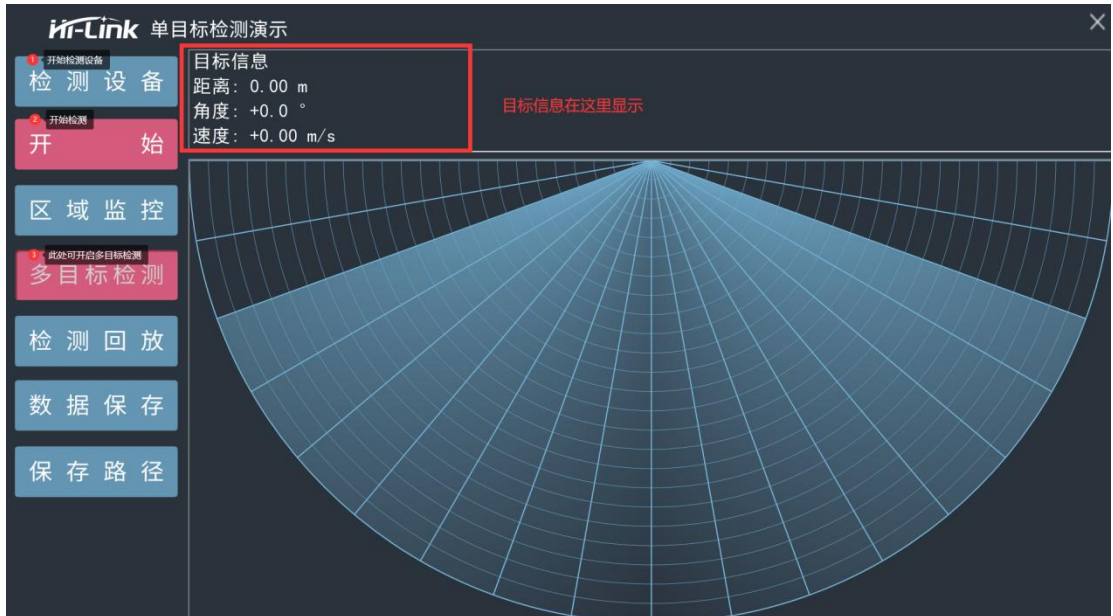 Hi-Link 单目标检测演示
1 开始检测设备
检测设备
2 开始检测
开始
区域监控
3 此处可开启多目标检测
多目标检测
检测回放
数据保存
保存路径
目标信息
距离: 0.00 m
角度: +0.0 °
速度: +0.00 m/s
目标信息在这里显示